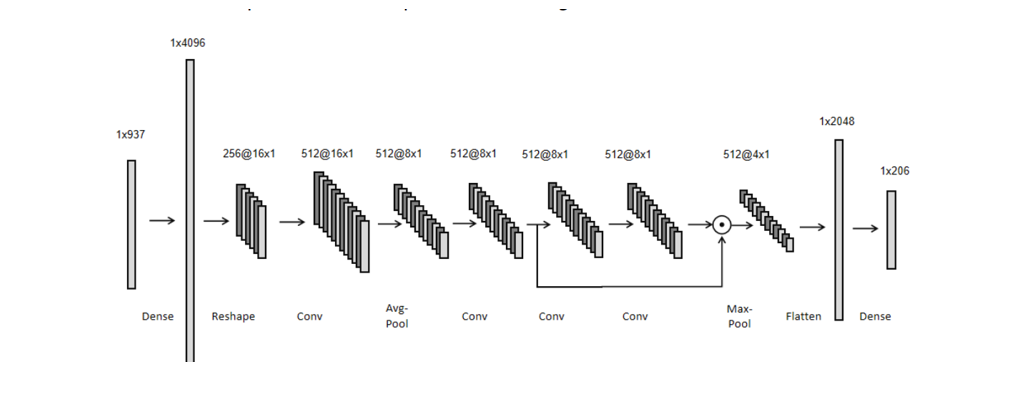 1x4096
1x937
256@16x1 512@16x1 512@8x1 512@8x1 512@8x1 512@8x1 512@4x1
1x2048
1x206
Dense Reshape Conv Avg-
Pool Conv Conv Conv Max-
Pool Flatten Dense